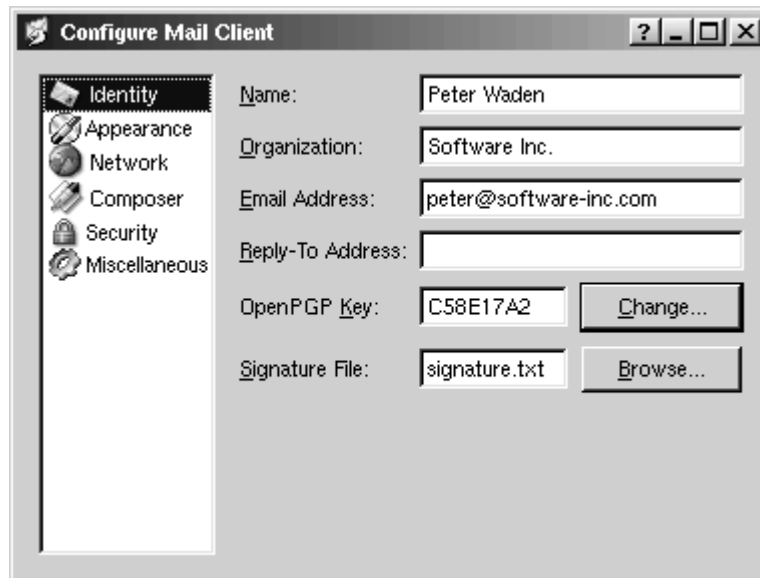 Configure Mail Client
Identity
Appearance
Network
Composer
Security
Miscellaneous
Name: Peter Waden
Organization: Software Inc.
Email Address: peter@software-inc.com
Reply-To Address:
OpenPGP Key: C58E17A2 Change...
Signature File: signature.txt Browse...